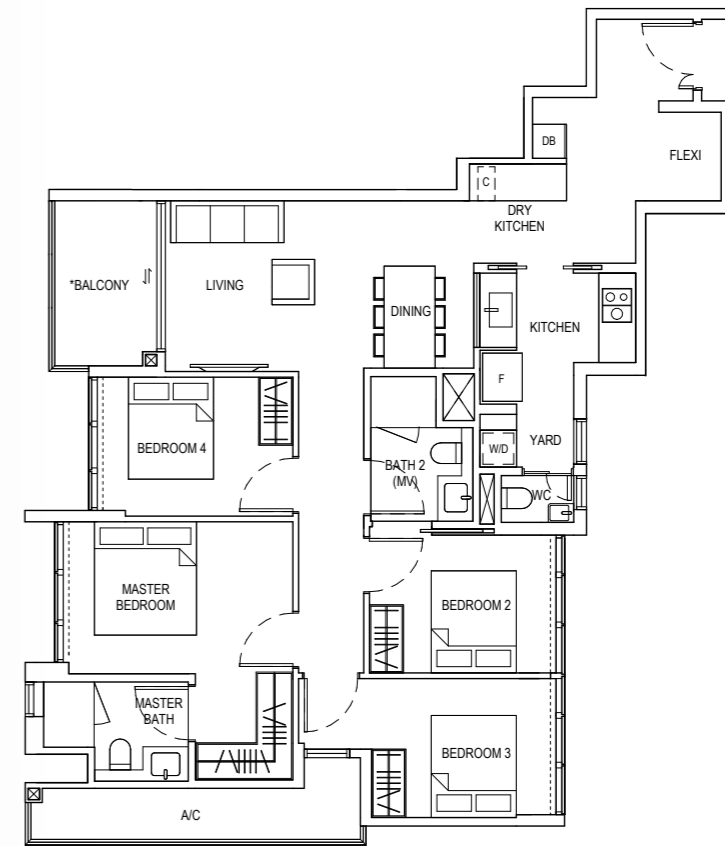 DB
FLEXI
C
DRY
KITCHEN
*BALCONY
LIVING
DINING
KITCHEN
F
BEDROOM 4
YARD
W/D
BATH 2
(MV)
WC
MASTER
BEDROOM
BEDROOM 2
MASTER
BATH
BEDROOM 3
A/C